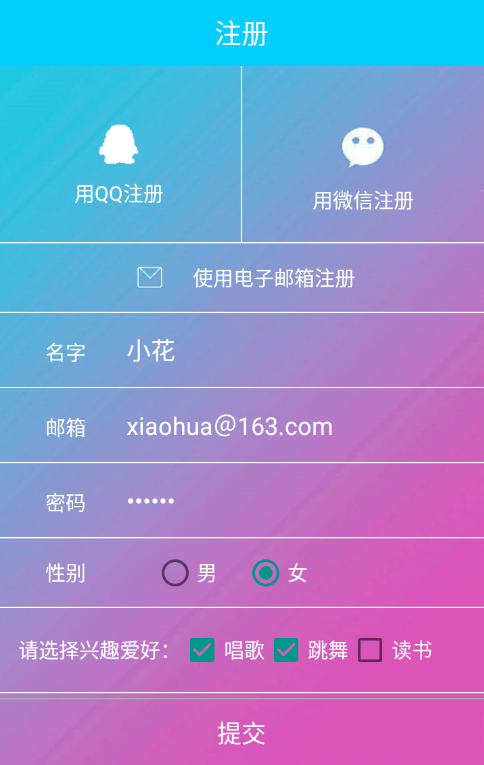 注册
用QQ注册
用微信注册
使用电子邮箱注册
名字 小花
邮箱 xiaohua@163.com
密码 ••••••
性别 男 女
请选择兴趣爱好： 唱歌 跳舞 读书
提交